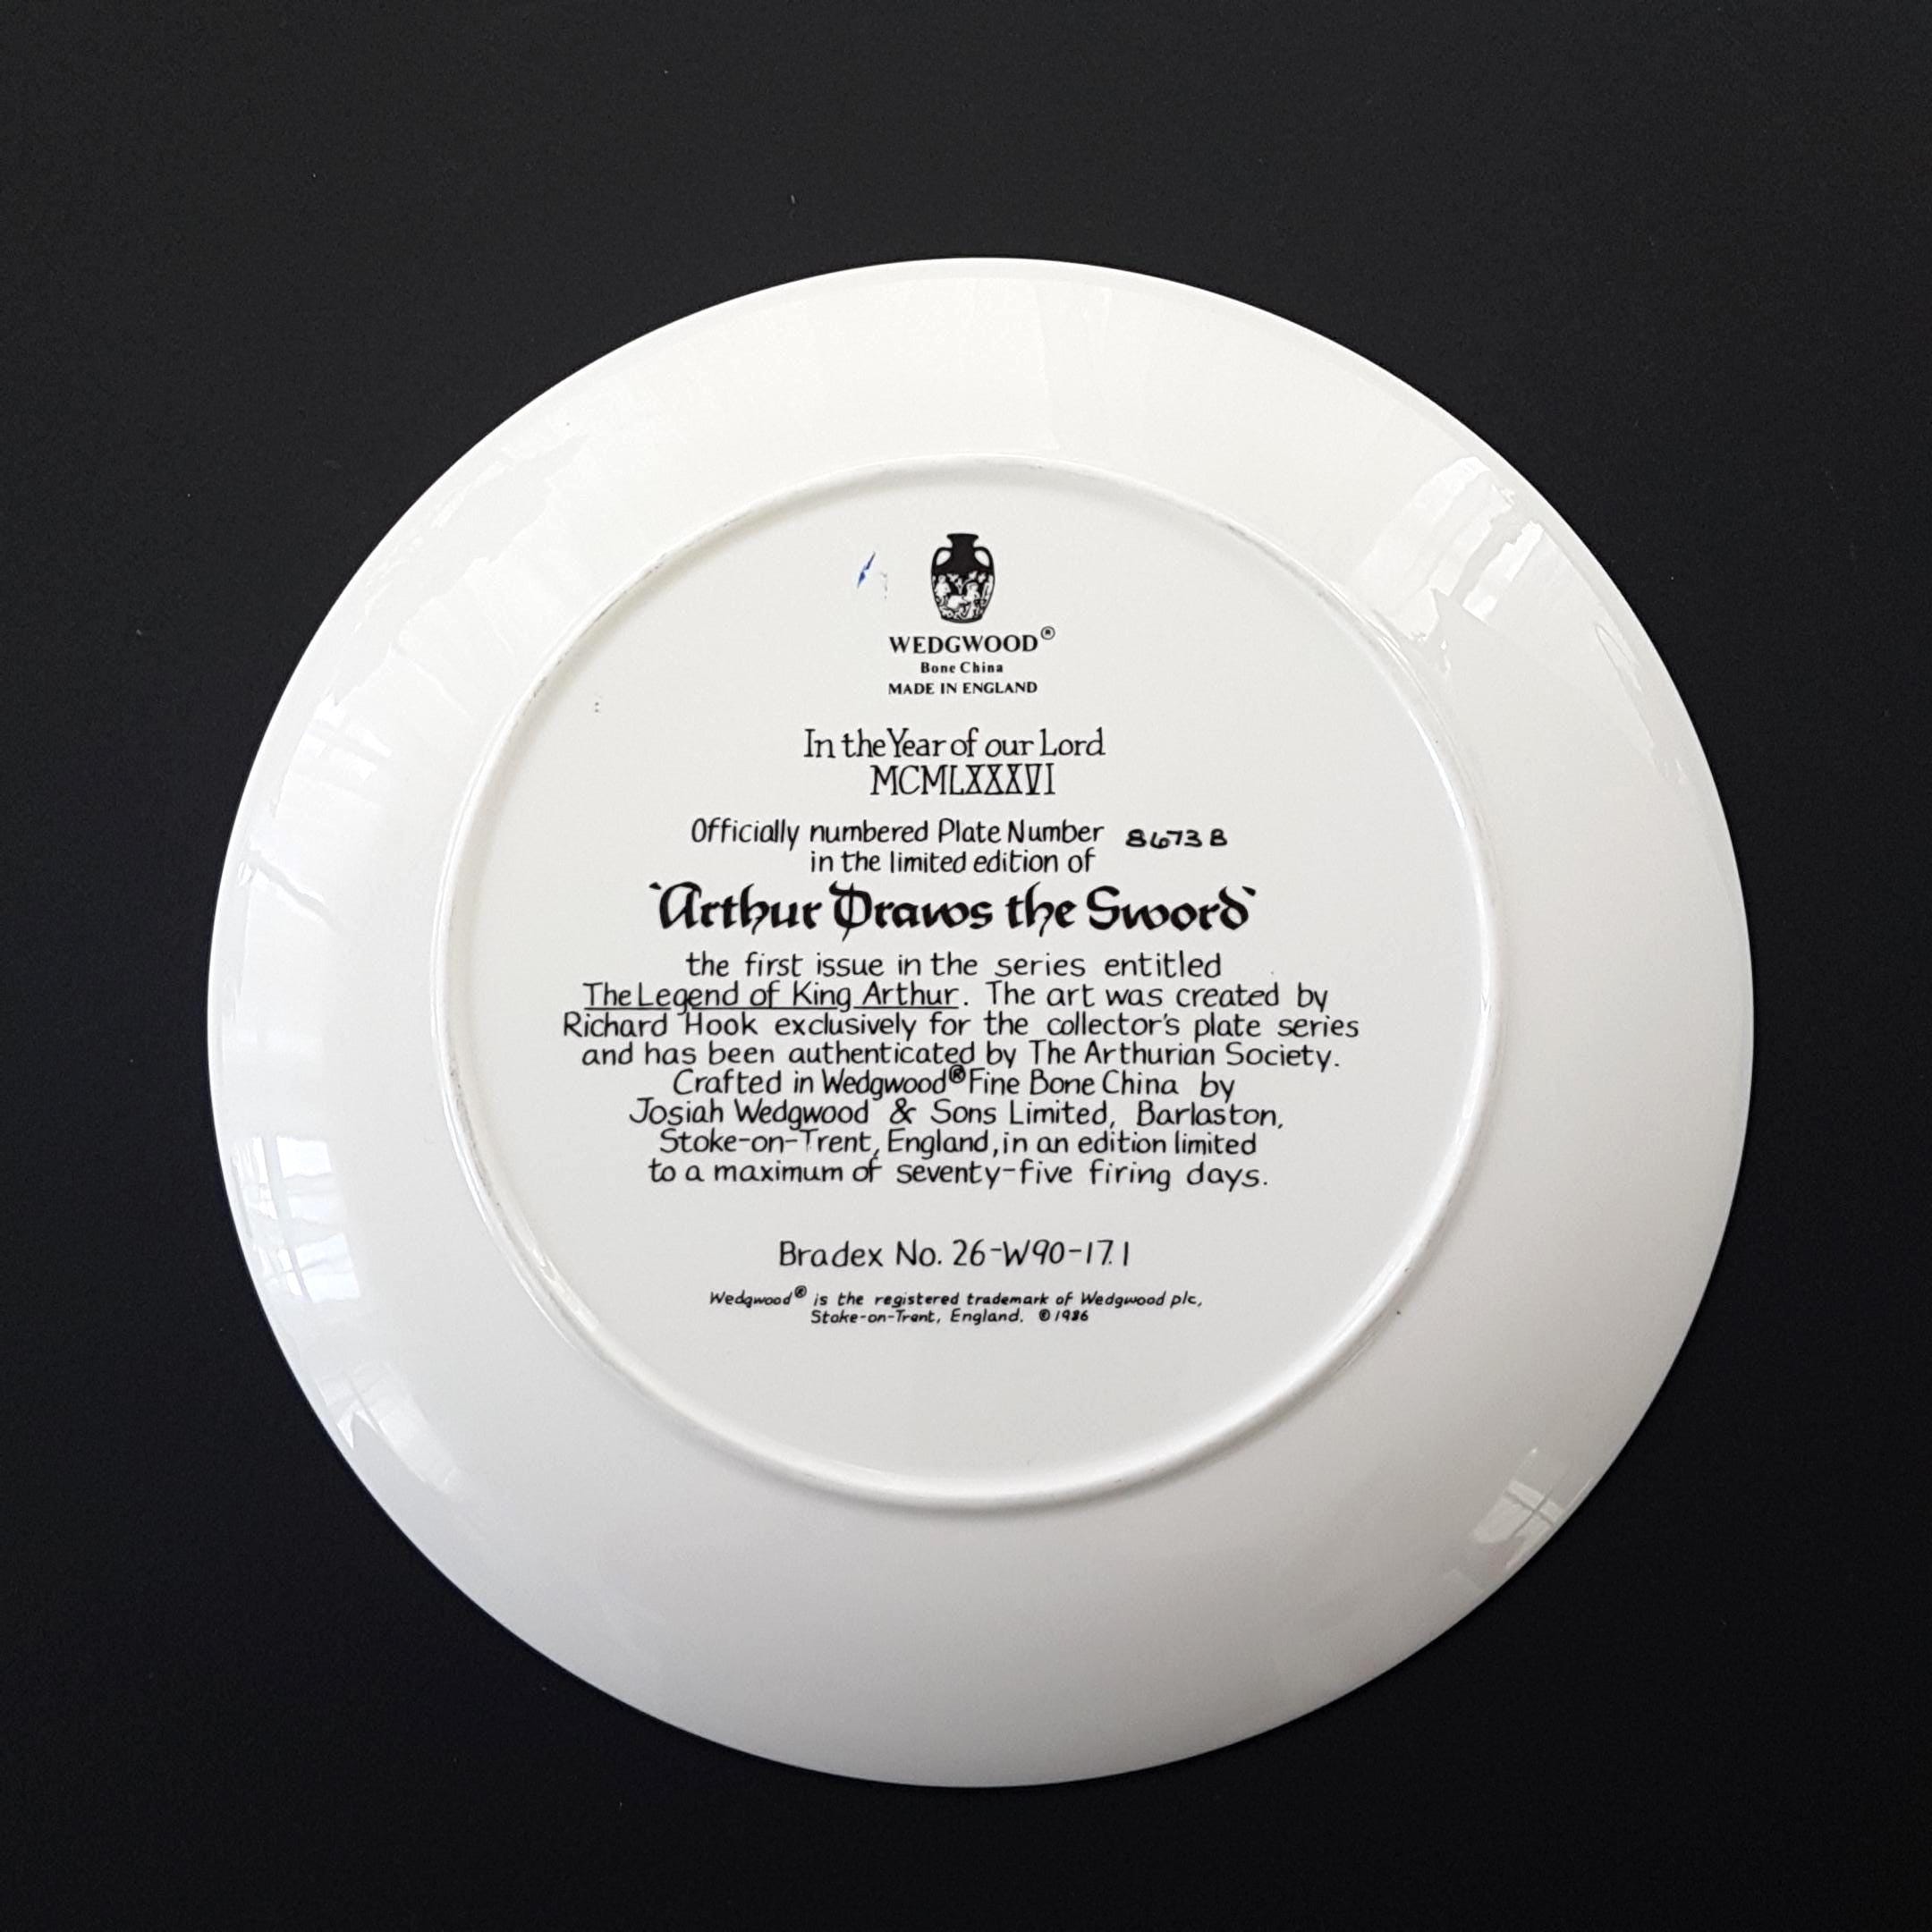 WEDGWOOD®
Bone China
MADE IN ENGLAND
In the Year of our Lord
MCMLXXXVI
Officially numbered Plate Number 8673B
in the limited edition of
'Arthur Draws the Sword'
the first issue in the series entitled
The Legend of King Arthur. The art was created by
Richard Hook exclusively for the collector's plate series
and has been authenticated by The Arthurian Society.
Crafted in Wedgwood® Fine Bone China by
Josiah Wedgwood & Sons Limited, Barlaston,
Stoke-on-Trent, England, in an edition limited
to a maximum of seventy-five firing days.
Bradex No. 26-W90-17.1
Wedgwood® is the registered trademark of Wedgwood plc,
Stoke-on-Trent, England. © 1986